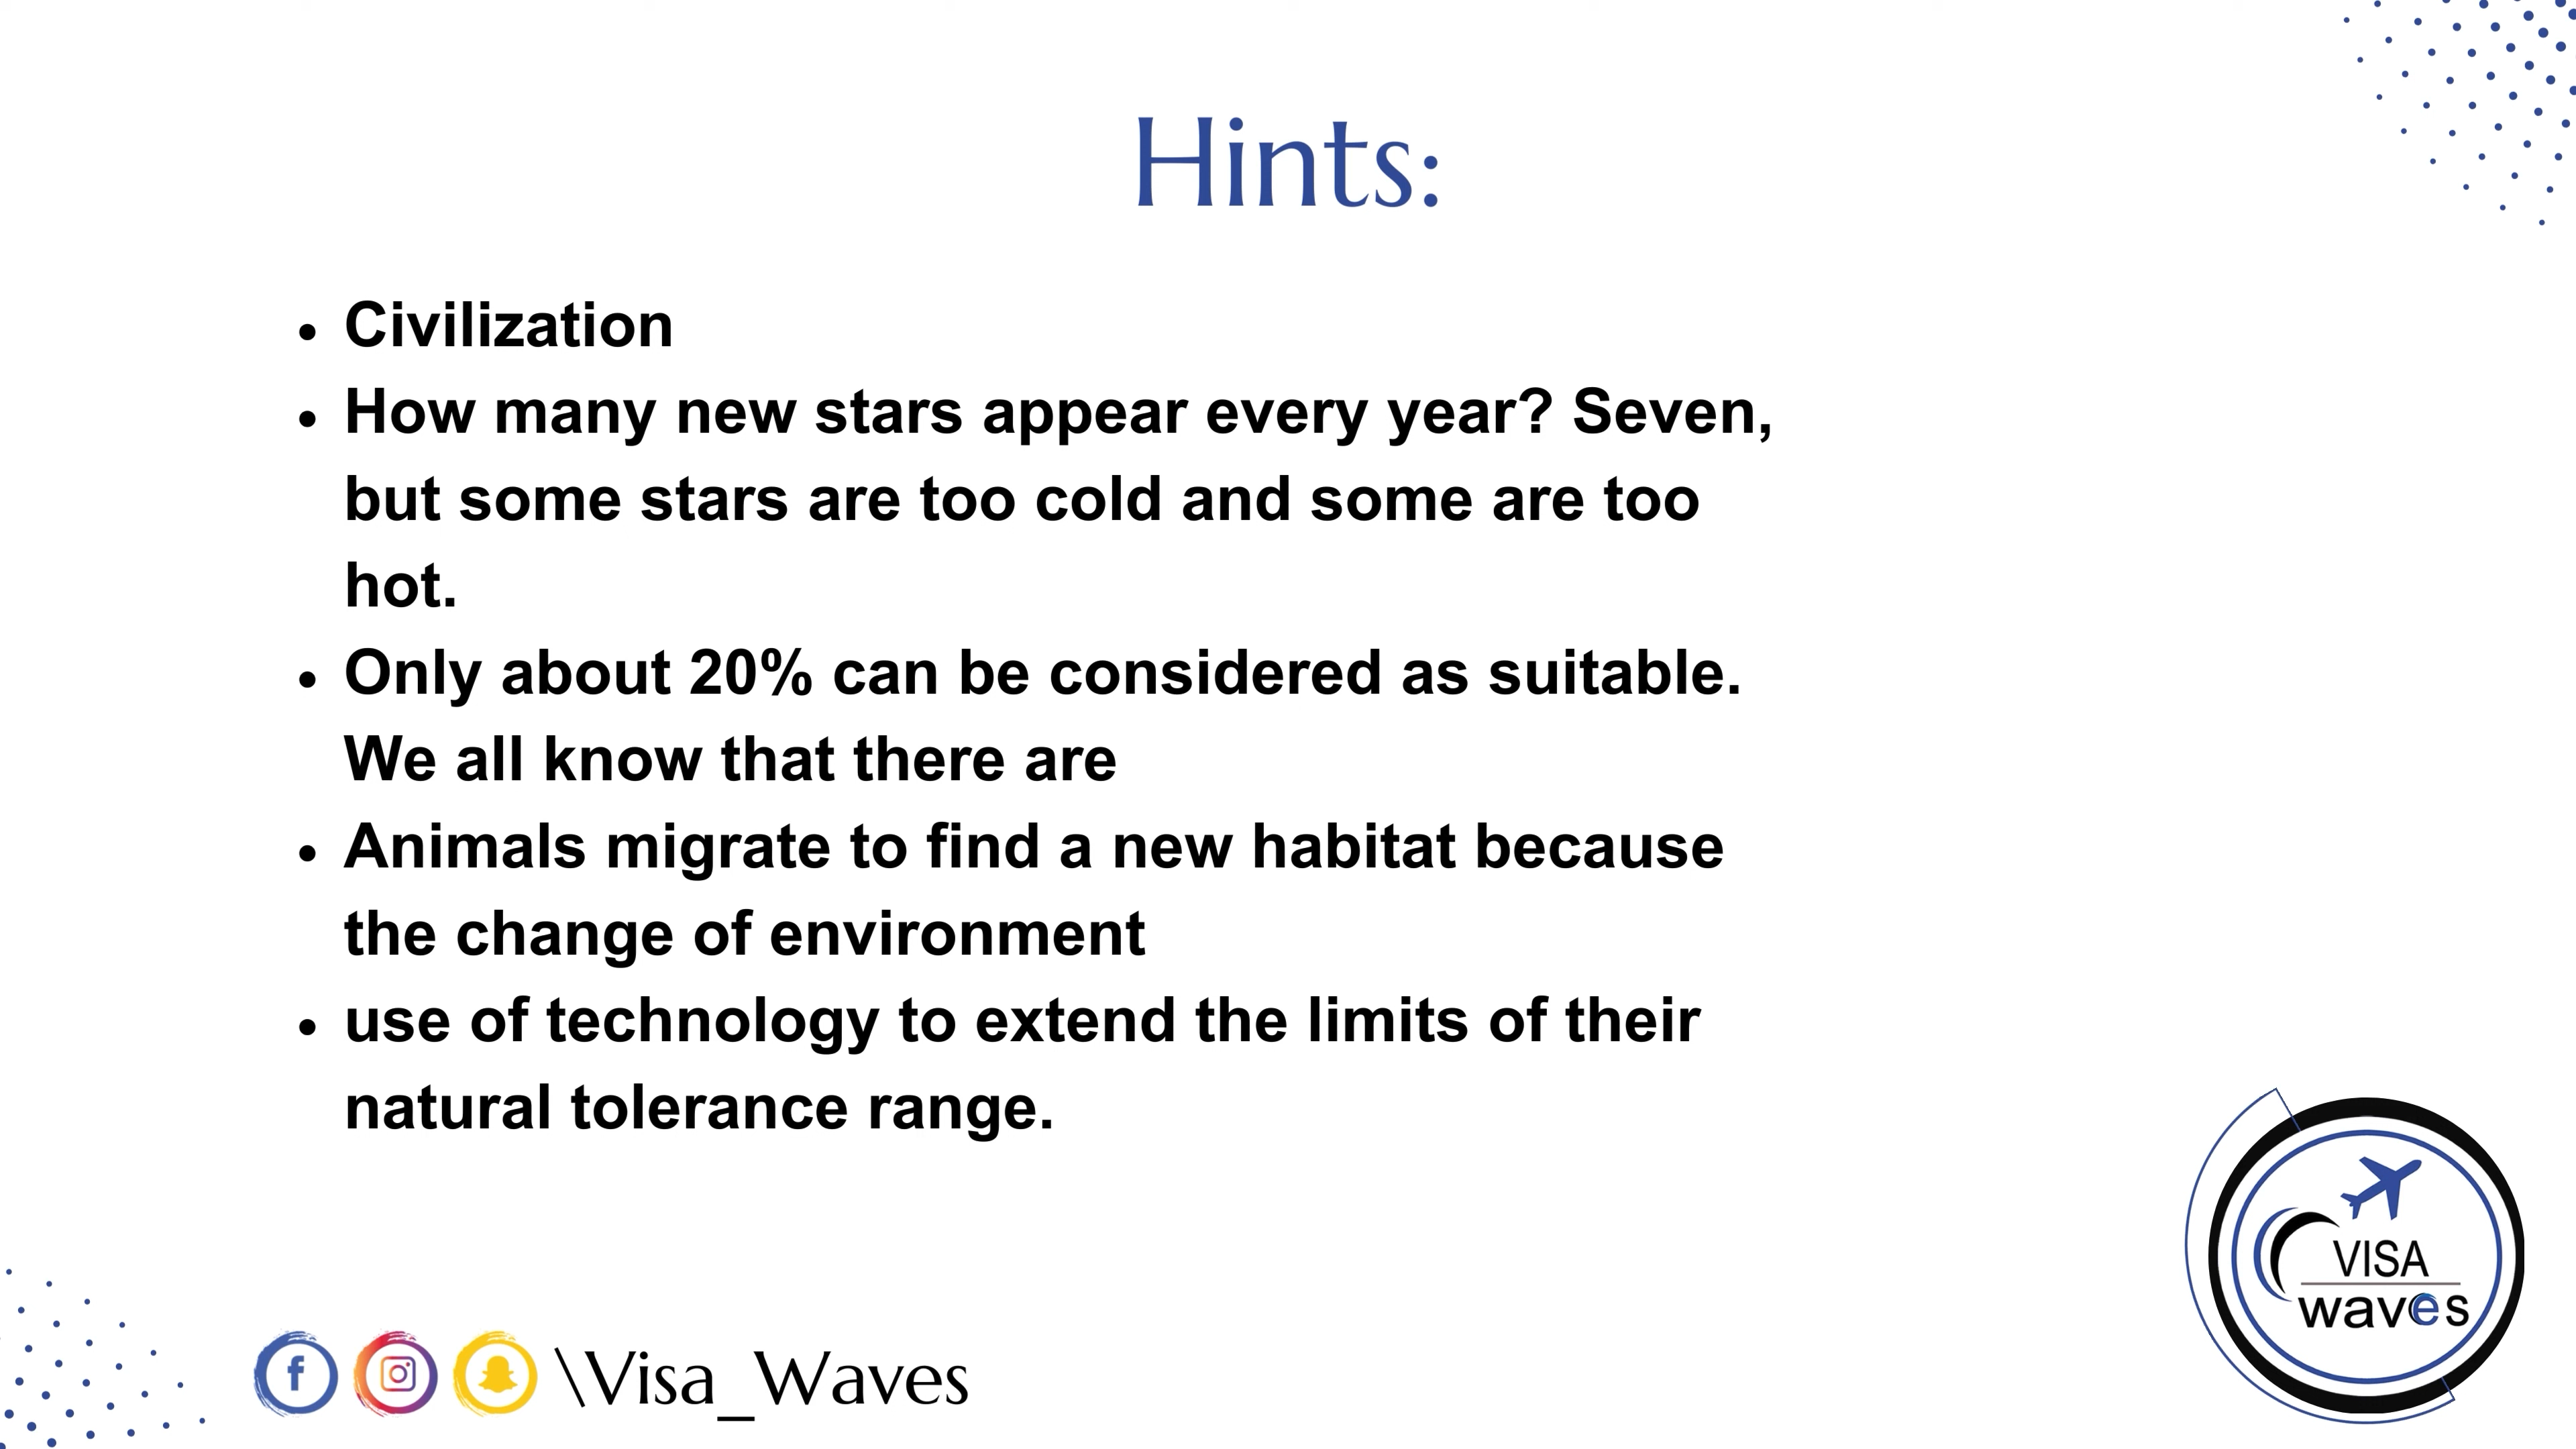 Hints:
• Civilization
• How many new stars appear every year? Seven,
but some stars are too cold and some are too
hot.
• Only about 20% can be considered as suitable.
We all know that there are
• Animals migrate to find a new habitat because
the change of environment
• use of technology to extend the limits of their
natural tolerance range.
VISA
waves
\Visa_Waves